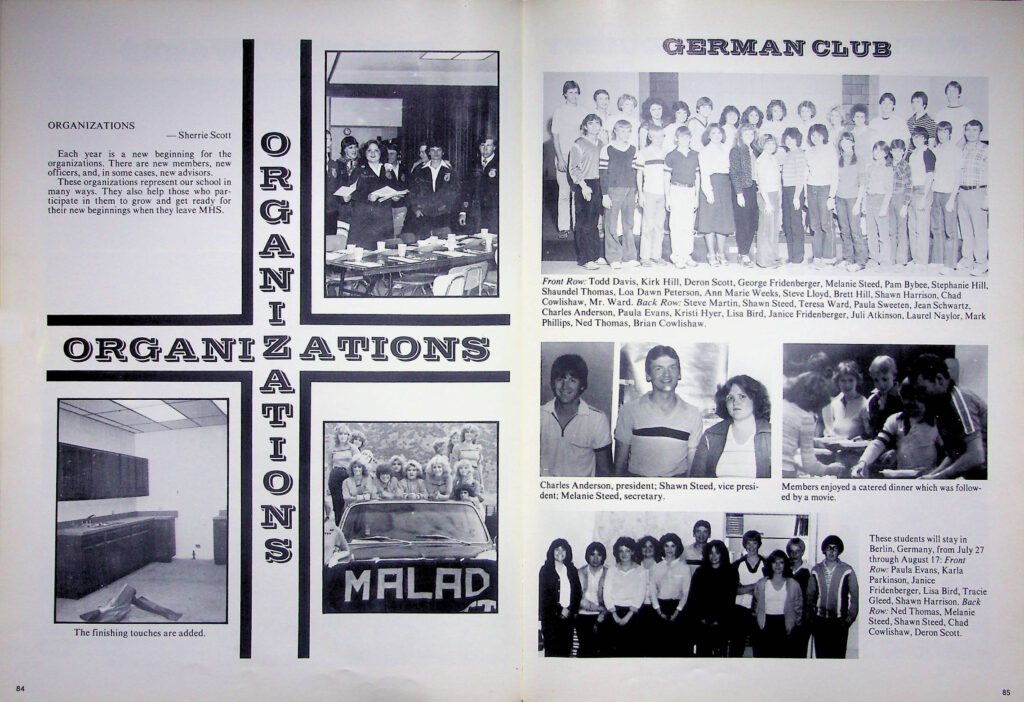 ORGANIZATIONS
— Sherrie Scott
Each year is a new beginning for the
organizations. There are new members, new
officers, and, in some cases, new advisors.
These organizations represent our school in
many ways. They also help those who par-
ticipate in them to grow and get ready for
their new beginnings when they leave MHS.
ORGANIZATIONS
ORGANIZATIONS
The finishing touches are added.
MALAD
84
GERMAN CLUB
Front Row: Todd Davis, Kirk Hill, Deron Scott, George Fridenberger, Melanie Steed, Pam Bybee, Stephanie Hill,
Shaundel Thomas, Loa Dawn Peterson, Ann Marie Weeks, Steve Lloyd, Brett Hill, Shawn Harrison, Chad
Cowlishaw, Mr. Ward. Back Row: Steve Martin, Shawn Steed, Teresa Ward, Paula Sweeten, Jean Schwartz,
Charles Anderson, Paula Evans, Kristi Hyer, Lisa Bird, Janice Fridenberger, Juli Atkinson, Laurel Naylor, Mark
Phillips, Ned Thomas, Brian Cowlishaw.
Charles Anderson, president; Shawn Steed, vice presi-
dent; Melanie Steed, secretary.
Members enjoyed a catered dinner which was follow-
ed by a movie.
These students will stay in
Berlin, Germany, from July 27
through August 17: Front
Row: Paula Evans, Karla
Parkinson, Janice
Fridenberger, Lisa Bird, Tracie
Gleed, Shawn Harrison. Back
Row: Ned Thomas, Melanie
Steed, Shawn Steed, Chad
Cowlishaw, Deron Scott.
85